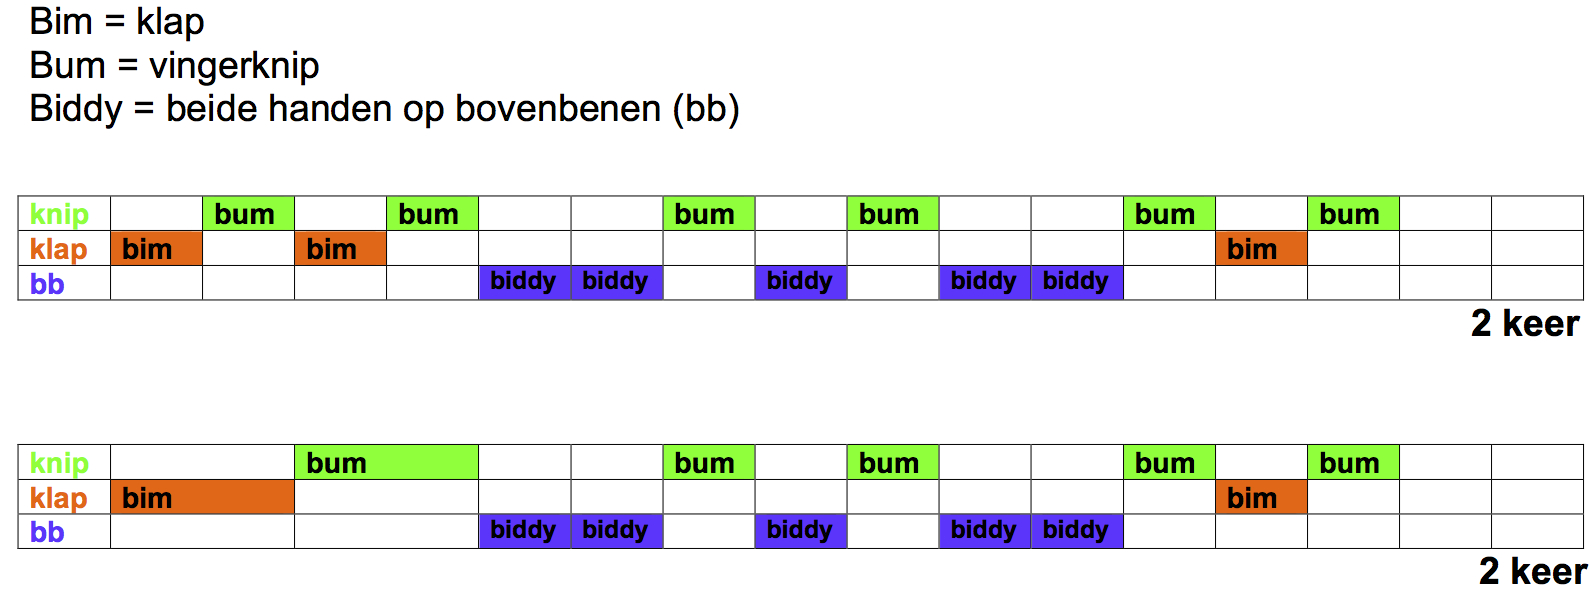 Bim = klap
Bum = vingerknip
Biddy = beide handen op bovenbenen (bb)
knip bum bum bum bum bum bum
klap bim bim bim
bb biddy biddy biddy biddy biddy
2 keer
knip bum bum bum bum bum
klap bim bim
bb biddy biddy biddy biddy biddy
2 keer